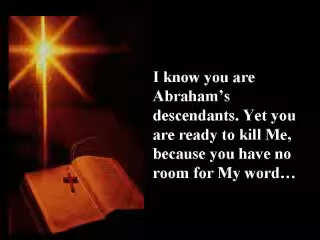 I know you are
Abraham's
descendants. Yet you
are ready to kill Me,
because you have no
room for My word…